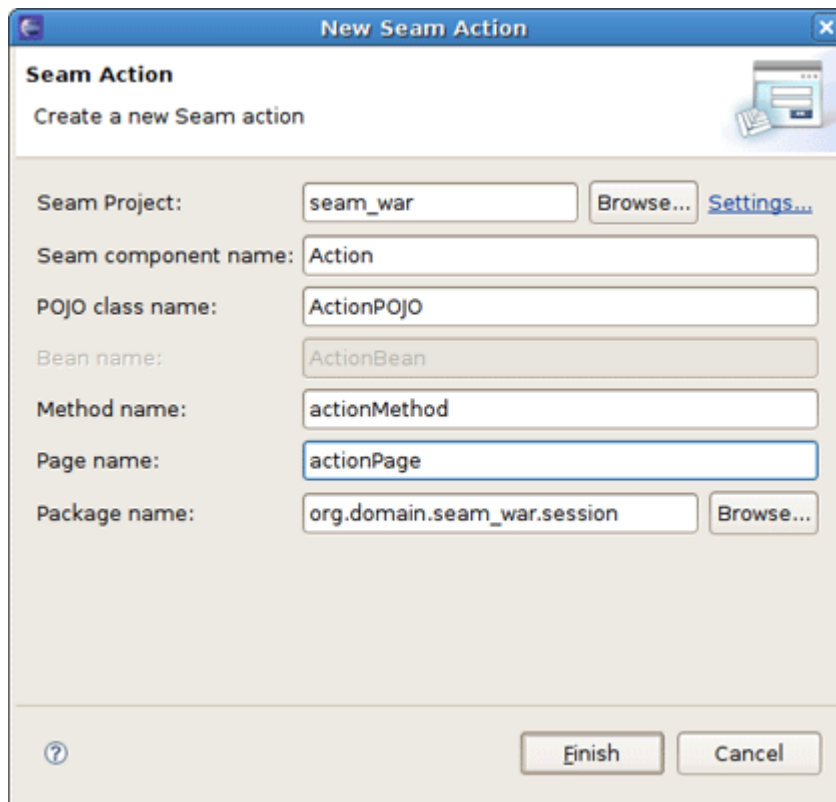 New Seam Action
Seam Action
Create a new Seam action
Seam Project: seam_war Browse... Settings...
Seam component name: Action
POJO class name: ActionPOJO
Bean name: ActionBean
Method name: actionMethod
Page name: actionPage
Package name: org.domain.seam_war.session Browse...
? Finish Cancel